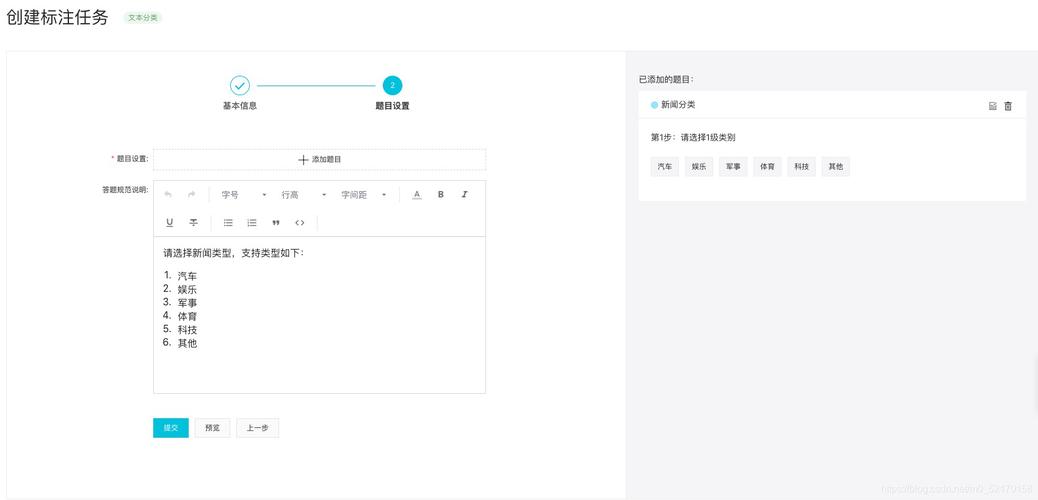 创建标注任务 文本分类
2
基本信息 题目设置
* 题目设置: 添加题目
答题规范说明:
字号 行高 字间距 A B I
U T
请选择新闻类型，支持类型如下:
1. 汽车
2. 娱乐
3. 军事
4. 体育
5. 科技
6. 其他
提交 预览 上一步
已添加的题目:
新闻分类
第1步: 请选择1级类别
汽车 娱乐 军事 体育 科技 其他